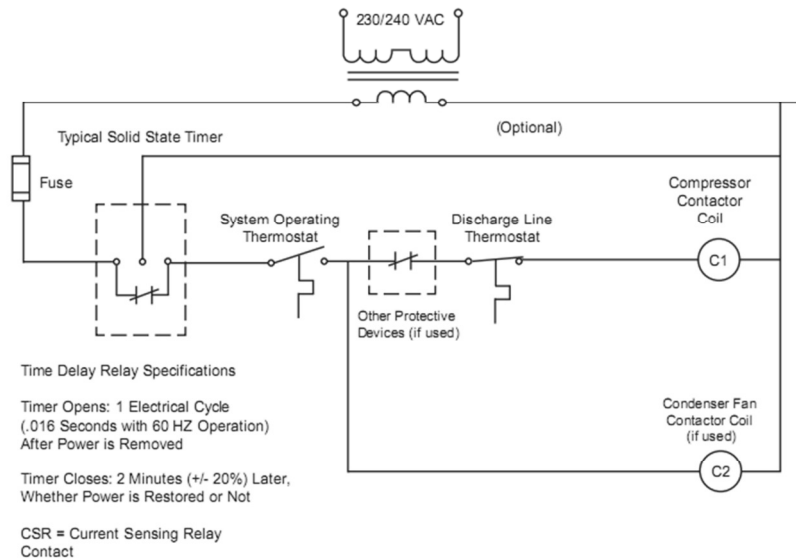 230/240 VAC
Typical Solid State Timer
(Optional)
Fuse
Compressor
Contactor
Coil
System Operating
Thermostat
Discharge Line
Thermostat
C1
Other Protective
Devices (if used)
Time Delay Relay Specifications
Timer Opens: 1 Electrical Cycle
(.016 Seconds with 60 HZ Operation)
After Power is Removed
Condenser Fan
Contactor Coil
(if used)
C2
Timer Closes: 2 Minutes (+/- 20%) Later,
Whether Power is Restored or Not
CSR = Current Sensing Relay
Contact